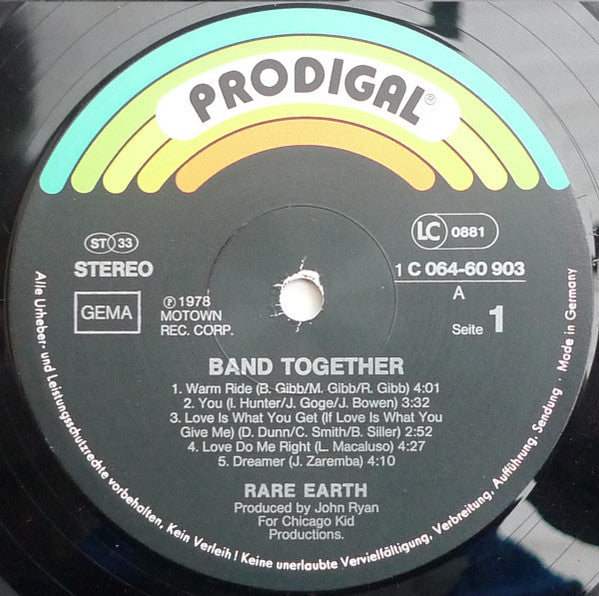 PRODIGAL®
ST 33
STEREO
GEMA
℗ 1978
MOTOWN
REC. CORP.
LC 0881
1 C 064-60 903
A
Seite 1
BAND TOGETHER
1. Warm Ride (B. Gibb/M. Gibb/R. Gibb) 4:01
2. You (I. Hunter/J. Goge/J. Bowen) 3:32
3. Love Is What You Get (If Love Is What You
Give Me) (D. Dunn/C. Smith/B. Siller) 2:52
4. Love Do Me Right (L. Macaluso) 4:27
5. Dreamer (J. Zaremba) 4:10
RARE EARTH
Produced by John Ryan
For Chicago Kid
Productions.
Alle Urheber- und Leistungsschutzrechte vorbehalten. Kein Verleih! Keine unerlaubte Vervielfältigung, Verbreitung, Aufführung, Sendung · Made in Germany